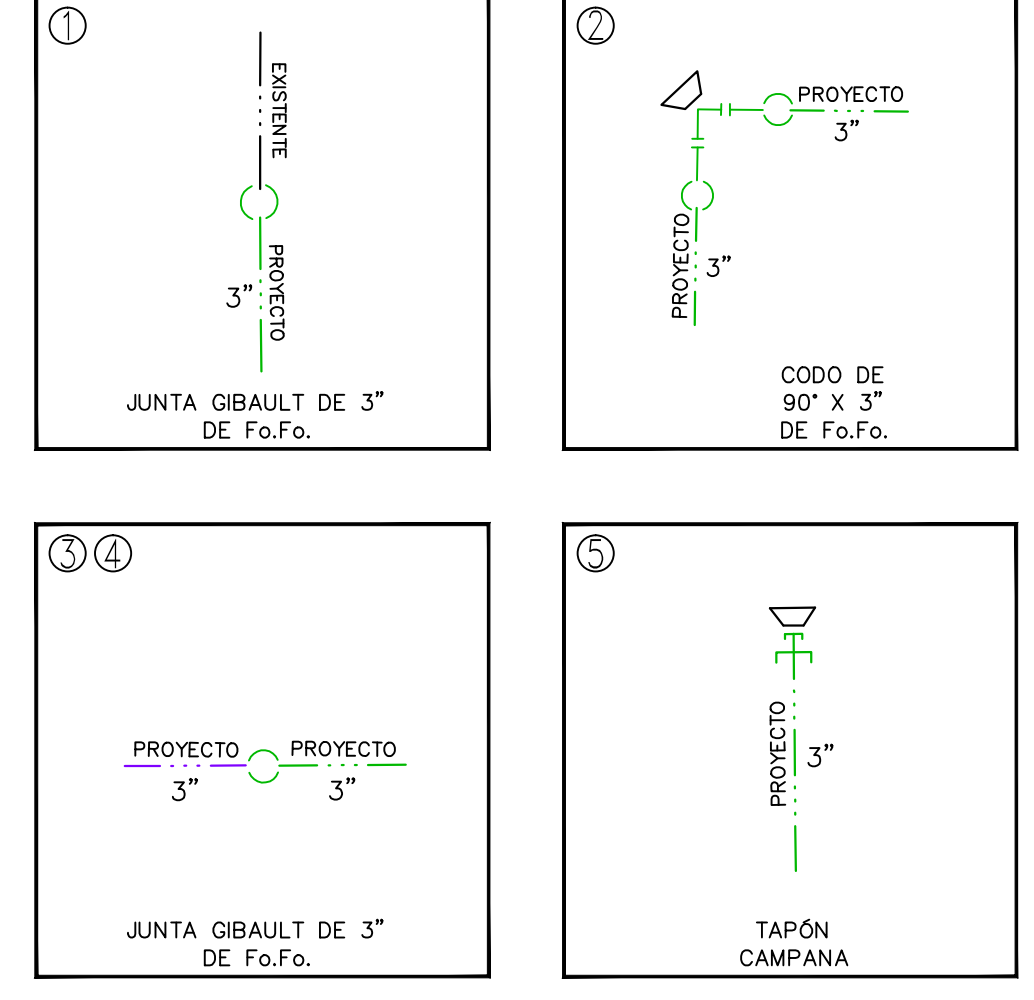 1
EXISTENTE
PROYECTO
3”
JUNTA GIBAULT DE 3”
DE Fo.Fo.
2
PROYECTO
3”
PROYECTO
3”
CODO DE
90° X 3”
DE Fo.Fo.
3 4
PROYECTO PROYECTO
3” 3”
JUNTA GIBAULT DE 3”
DE Fo.Fo.
5
PROYECTO
3”
TAPÓN
CAMPANA